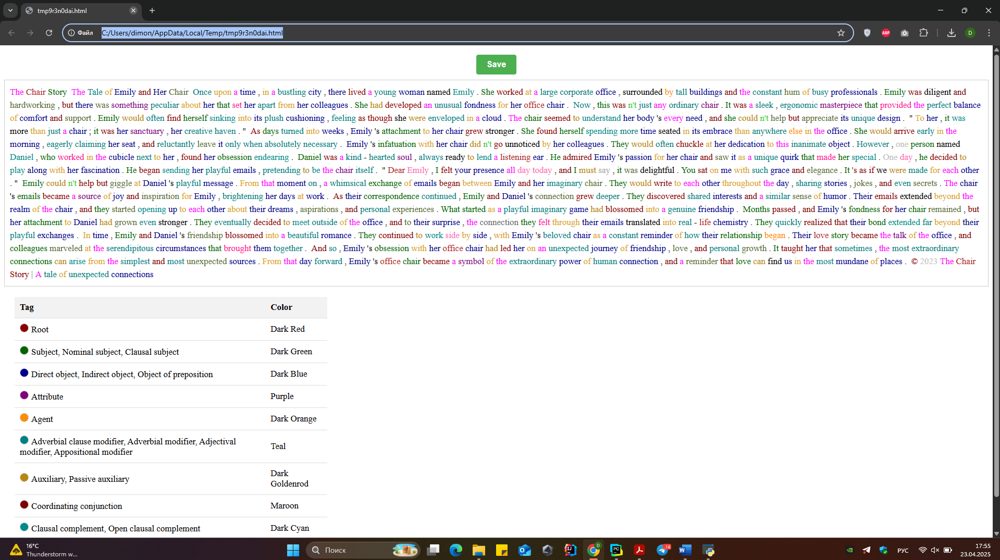 tmp9r3n0dai.html
Файл
C:/Users/dimon/AppData/Local/Temp/tmp9r3n0dai.html
ABP
D
Save
The Chair Story The Tale of Emily and Her Chair Once upon a time , in a bustling city , there lived a young woman named Emily . She worked at a large corporate office , surrounded by tall buildings and the constant hum of busy professionals . Emily was diligent and
hardworking , but there was something peculiar about her that set her apart from her colleagues . She had developed an unusual fondness for her office chair . Now , this was n't just any ordinary chair . It was a sleek , ergonomic masterpiece that provided the perfect balance
of comfort and support . Emily would often find herself sinking into its plush cushioning , feeling as though she were enveloped in a cloud . The chair seemed to understand her body 's every need , and she could n't help but appreciate its unique design . " To her , it was
more than just a chair ; it was her sanctuary , her creative haven . " As days turned into weeks , Emily 's attachment to her chair grew stronger . She found herself spending more time seated in its embrace than anywhere else in the office . She would arrive early in the
morning , eagerly claiming her seat , and reluctantly leave it only when absolutely necessary . Emily 's infatuation with her chair did n't go unnoticed by her colleagues . They would often chuckle at her dedication to this inanimate object . However , one person named
Daniel , who worked in the cubicle next to her , found her obsession endearing . Daniel was a kind - hearted soul , always ready to lend a listening ear . He admired Emily 's passion for her chair and saw it as a unique quirk that made her special . One day , he decided to
play along with her fascination . He began sending her playful emails , pretending to be the chair itself . " Dear Emily , I felt your presence all day today , and I must say , it was delightful . You sat on me with such grace and elegance . It 's as if we were made for each other
. " Emily could n't help but giggle at Daniel 's playful message . From that moment on , a whimsical exchange of emails began between Emily and her imaginary chair . They would write to each other throughout the day , sharing stories , jokes , and even secrets . The chair
's emails became a source of joy and inspiration for Emily , brightening her days at work . As their correspondence continued , Emily and Daniel 's connection grew deeper . They discovered shared interests and a similar sense of humor . Their emails extended beyond the
realm of the chair , and they started opening up to each other about their dreams , aspirations , and personal experiences . What started as a playful imaginary game had blossomed into a genuine friendship . Months passed , and Emily 's fondness for her chair remained , but
her attachment to Daniel had grown even stronger . They eventually decided to meet outside of the office , and to their surprise , the connection they felt through their emails translated into real - life chemistry . They quickly realized that their bond extended far beyond their
playful exchanges . In time , Emily and Daniel 's friendship blossomed into a beautiful romance . They continued to work side by side , with Emily 's beloved chair as a constant reminder of how their relationship began . Their love story became the talk of the office , and
colleagues marveled at the serendipitous circumstances that brought them together . And so , Emily 's obsession with her office chair had led her on an unexpected journey of friendship , love , and personal growth . It taught her that sometimes , the most extraordinary
connections can arise from the simplest and most unexpected sources . From that day forward , Emily 's office chair became a symbol of the extraordinary power of human connection , and a reminder that love can find us in the most mundane of places . © 2023 The Chair
Story | A tale of unexpected connections
Tag Color
Root Dark Red
Subject, Nominal subject, Clausal subject Dark Green
Direct object, Indirect object, Object of preposition Dark Blue
Attribute Purple
Agent Dark Orange
Adverbial clause modifier, Adverbial modifier, Adjectival
modifier, Appositional modifier Teal
Auxiliary, Passive auxiliary Dark
Goldenrod
Coordinating conjunction Maroon
Clausal complement, Open clausal complement Dark Cyan
16°C
Thunderstorm w...
Поиск
РУС
17:55
23.04.2025